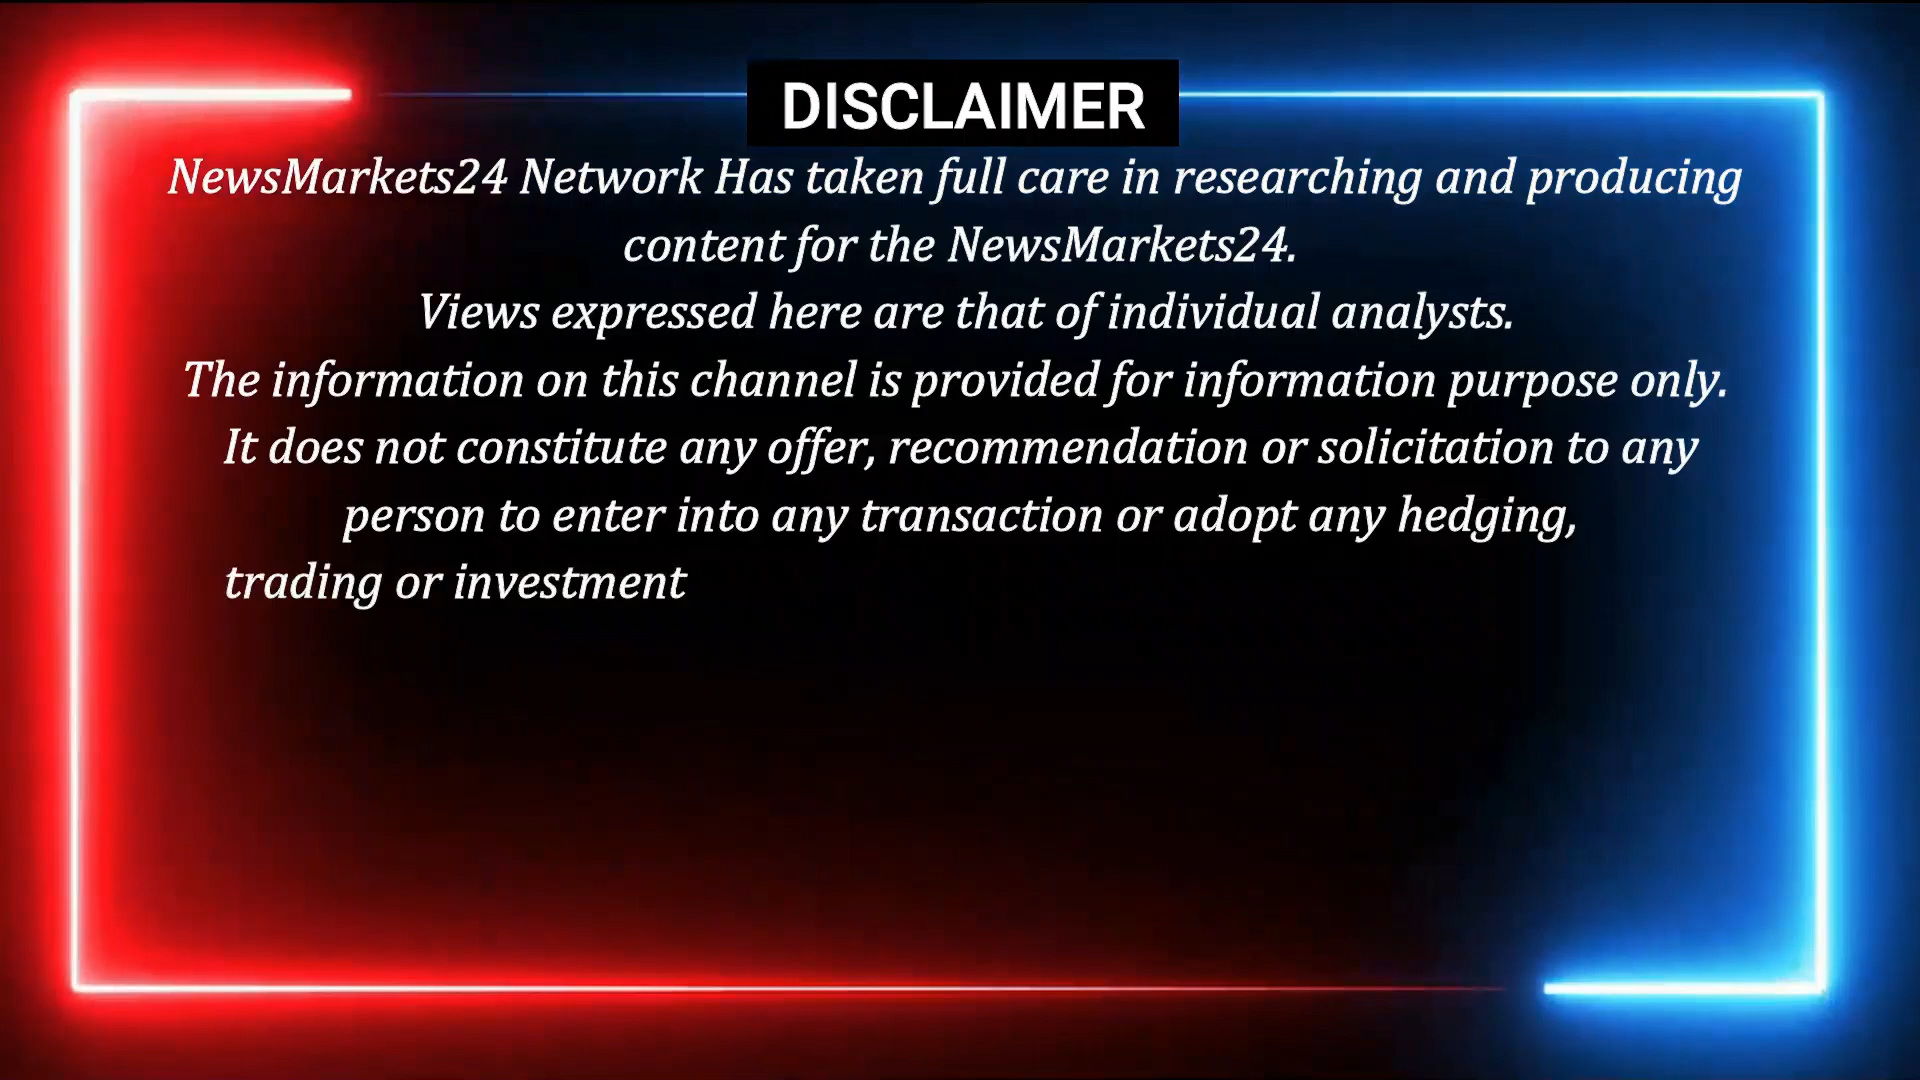 DISCLAIMER
NewsMarkets24 Network Has taken full care in researching and producing
content for the NewsMarkets24.
Views expressed here are that of individual analysts.
The information on this channel is provided for information purpose only.
It does not constitute any offer, recommendation or solicitation to any
person to enter into any transaction or adopt any hedging,
trading or investment